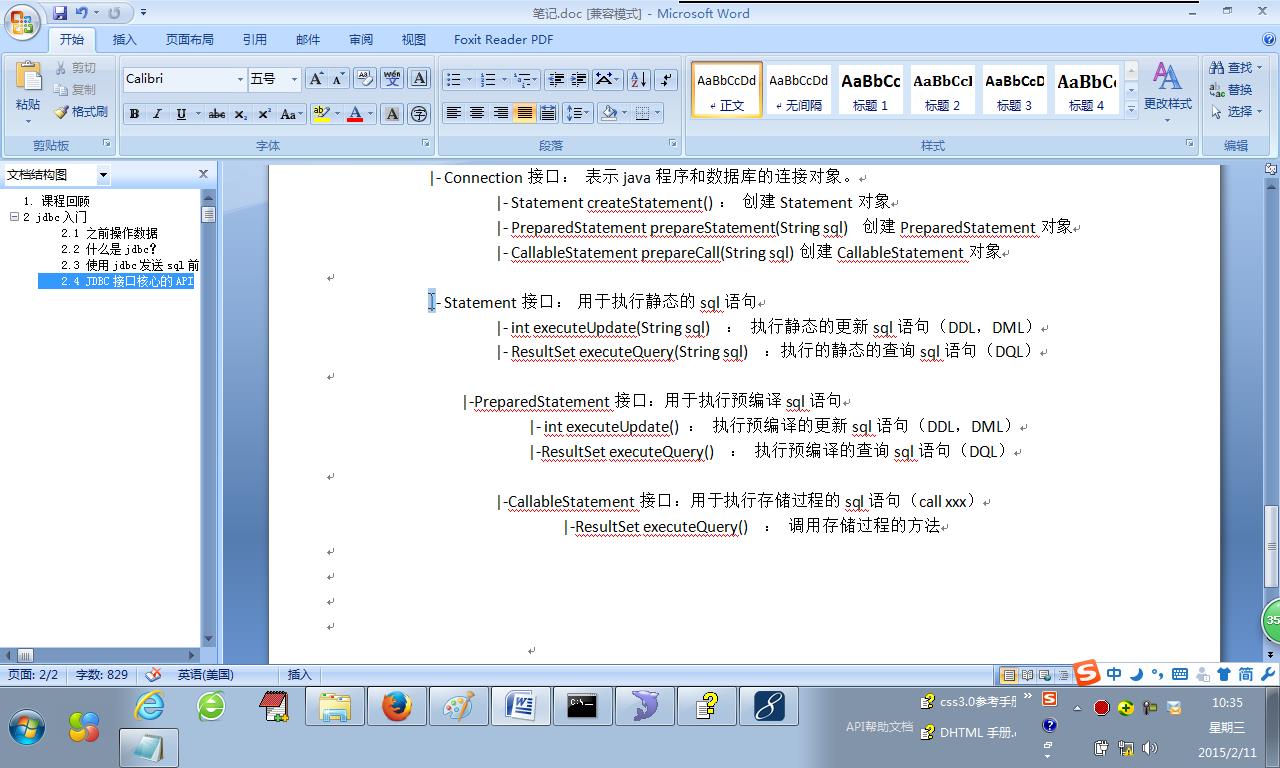 笔记.doc [兼容模式] - Microsoft Word
开始 插入 页面布局 引用 邮件 审阅 视图 Foxit Reader PDF
粘贴 剪切 复制 格式刷
Calibri 五号
AaBbCcDd AaBbCcDd AaBbCc AaBbCcI AaBbCcD AaBbCc
正文 无间隔 标题 1 标题 2 标题 3 标题 4
更改样式
查找 替换 选择
剪贴板 字体 段落 样式 编辑
文档结构图
1. 课程回顾
2 jdbc入门
2.1 之前操作数据
2.2 什么是jdbc?
2.3 使用jdbc发送sql前
2.4 JDBC接口核心的API
|- Connection 接口： 表示 java 程序和数据库的连接对象。
|- Statement createStatement() ： 创建 Statement 对象
|- PreparedStatement prepareStatement(String sql) 创建 PreparedStatement 对象
|- CallableStatement prepareCall(String sql) 创建 CallableStatement 对象
|- Statement 接口： 用于执行静态的 sql 语句
|- int executeUpdate(String sql) ： 执行静态的更新 sql 语句（DDL，DML）
|- ResultSet executeQuery(String sql) ：执行的静态的查询 sql 语句（DQL）
|-PreparedStatement 接口：用于执行预编译 sql 语句
|- int executeUpdate() ： 执行预编译的更新 sql 语句（DDL，DML）
|-ResultSet executeQuery() ： 执行预编译的查询 sql 语句（DQL）
|-CallableStatement 接口：用于执行存储过程的 sql 语句（call xxx）
|-ResultSet executeQuery() ： 调用存储过程的方法
35
页面: 2/2 字数: 829 英语(美国) 插入
中 简
API帮助文档
css3.0参考手册
DHTML 手册.c
10:35
星期三
2015/2/11